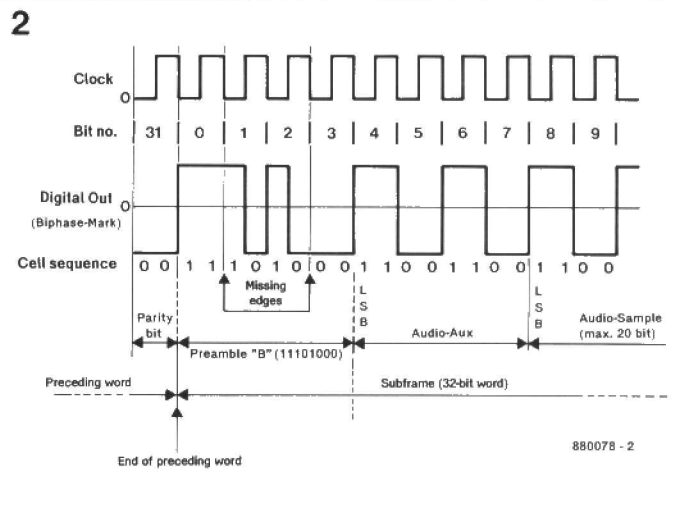 2
Clock
0
Bit no. | 31 | 0 | 1 | 2 | 3 | 4 | 5 | 6 | 7 | 8 | 9 |
Digital Out 0
(Biphase-Mark)
Cell sequence 0 0 1 1 1 0 1 0 0 0 1 1 0 0 1 1 0 0 1 1 0 0
Missing
edges
LSB
LSB
Parity
bit
Preamble "B" (11101000)
Audio-Aux
Audio-Sample
(max. 20 bit)
Preceding word
Subframe (32-bit word)
End of preceding word
880078 - 2